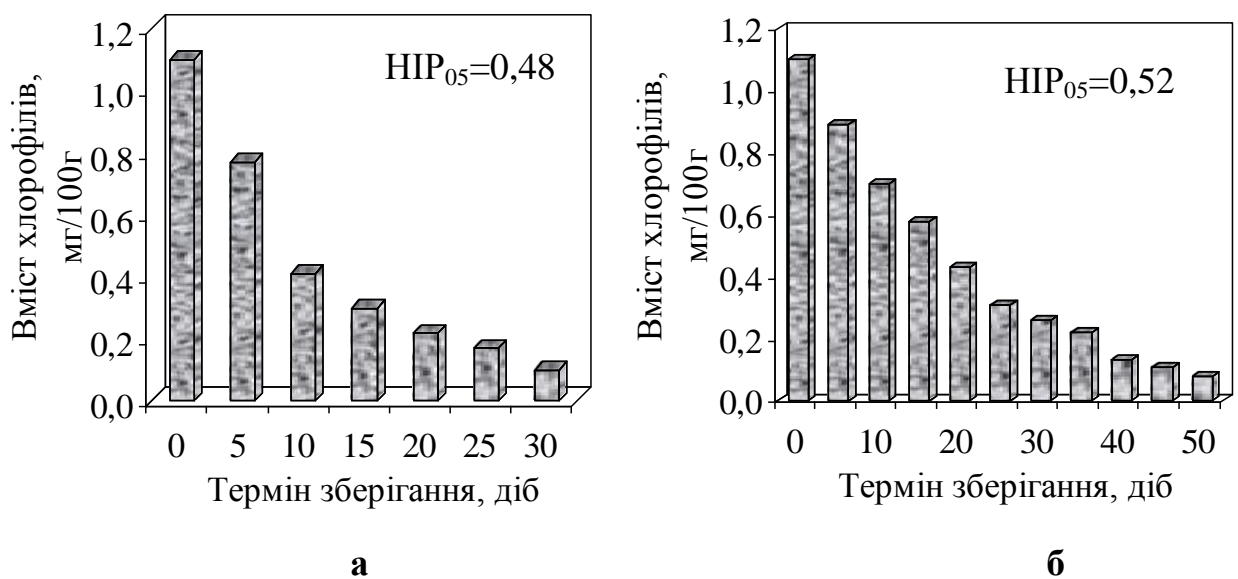 Вміст хлорофілів,
мг/100г
1,2
1,0
0,8
0,6
0,4
0,2
0,0
НІР05=0,48
0 5 10 15 20 25 30
Термін зберігання, діб
а
Вміст хлорофілів,
мг/100г
1,2
1,0
0,8
0,6
0,4
0,2
0,0
НІР05=0,52
0 10 20 30 40 50
Термін зберігання, діб
б